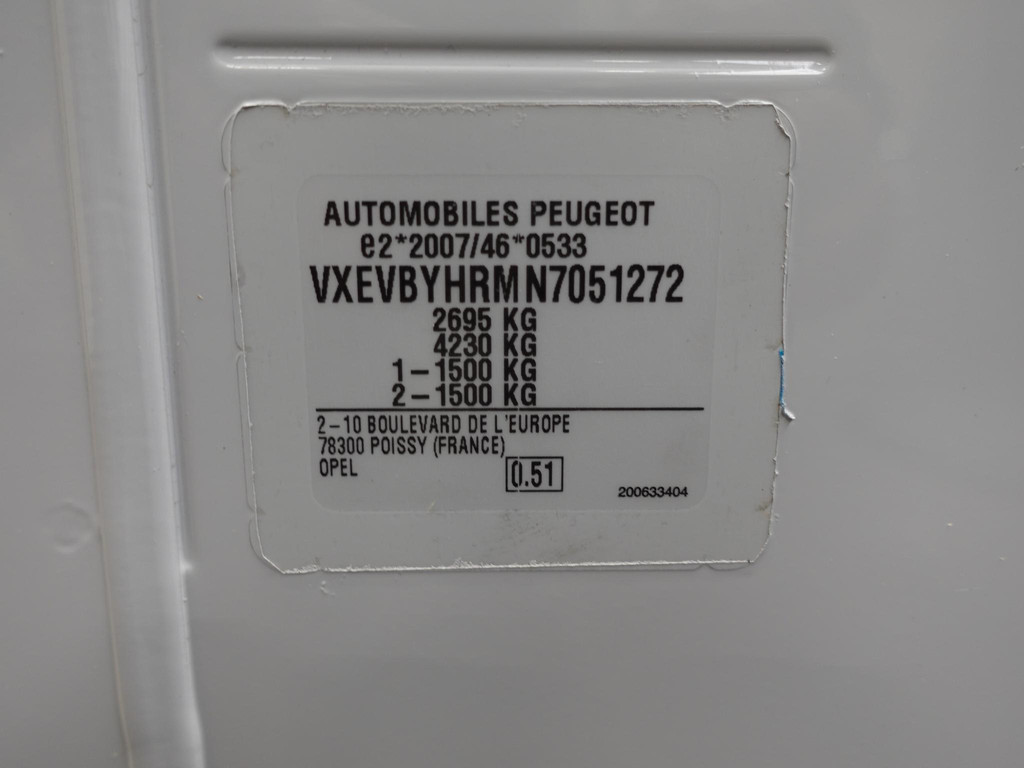 AUTOMOBILES PEUGEOT
e2*2007/46*0533
VXEVBYHRMN7051272
2695 KG
4230 KG
1-1500 KG
2-1500 KG
2-10 BOULEVARD DE L'EUROPE
78300 POISSY (FRANCE)
OPEL
0.51
200633404